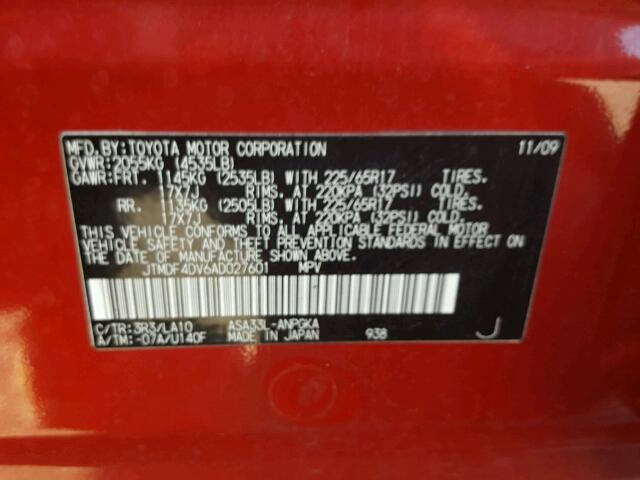 MFD.BY:TOYOTA MOTOR CORPORATION 11/09
GVWR:2055KG (4535LB)
GAWR:FRT. 1145KG (2535LB) WITH 225/65R17 TIRES.
17X7J RIMS. AT 220KPA (32PSI) COLD.
RR. 1135KG (2505LB) WITH 225/65R17 TIRES.
17X7J RIMS. AT 220KPA (32PSI) COLD.
THIS VEHICLE CONFORMS TO ALL APPLICABLE FEDERAL MOTOR
VEHICLE SAFETY AND THEFT PREVENTION STANDARDS IN EFFECT ON
THE DATE OF MANUFACTURE SHOWN ABOVE.
JTMDF4DV6AD027601 MPV
C/TR:3R3/LA10 ASA33L-ANPGKA
A/TM:-07A/U140F MADE IN JAPAN 938 J